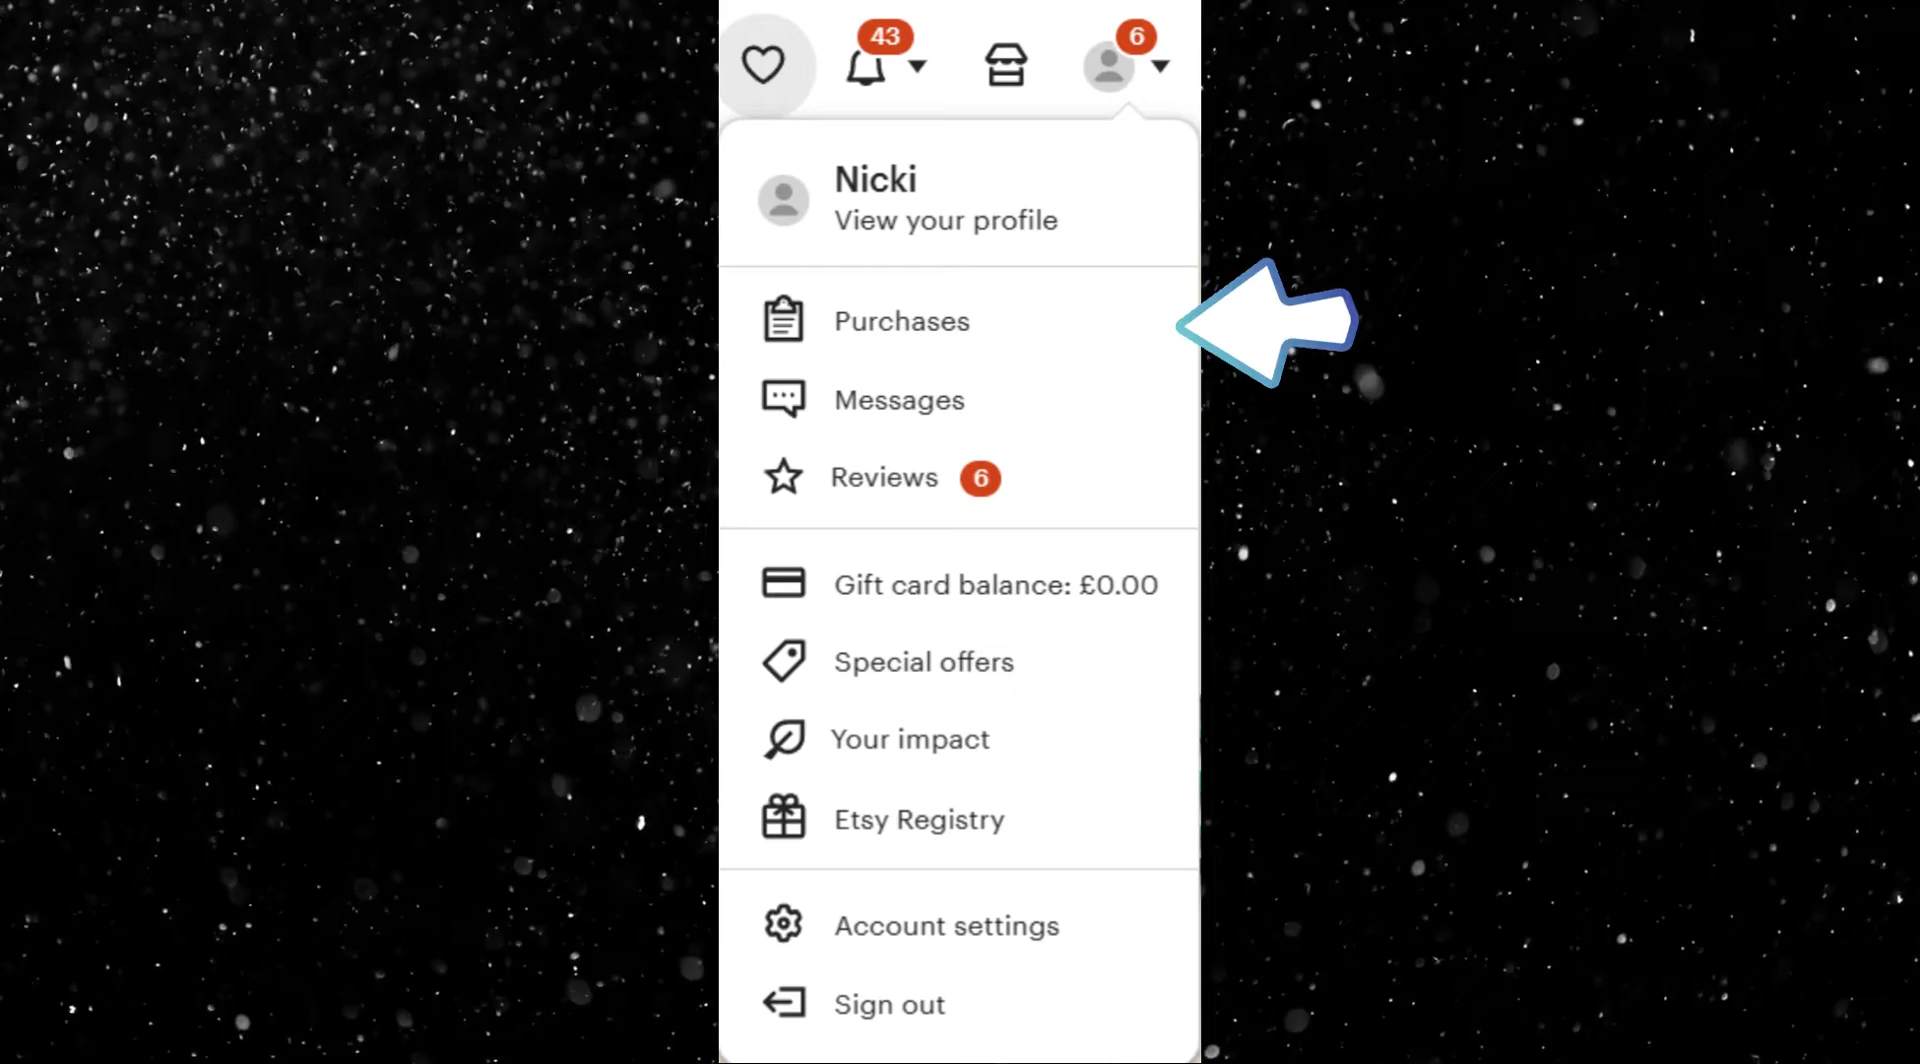 43
6
Nicki
View your profile
Purchases
Messages
Reviews 6
Gift card balance: £0.00
Special offers
Your impact
Etsy Registry
Account settings
Sign out